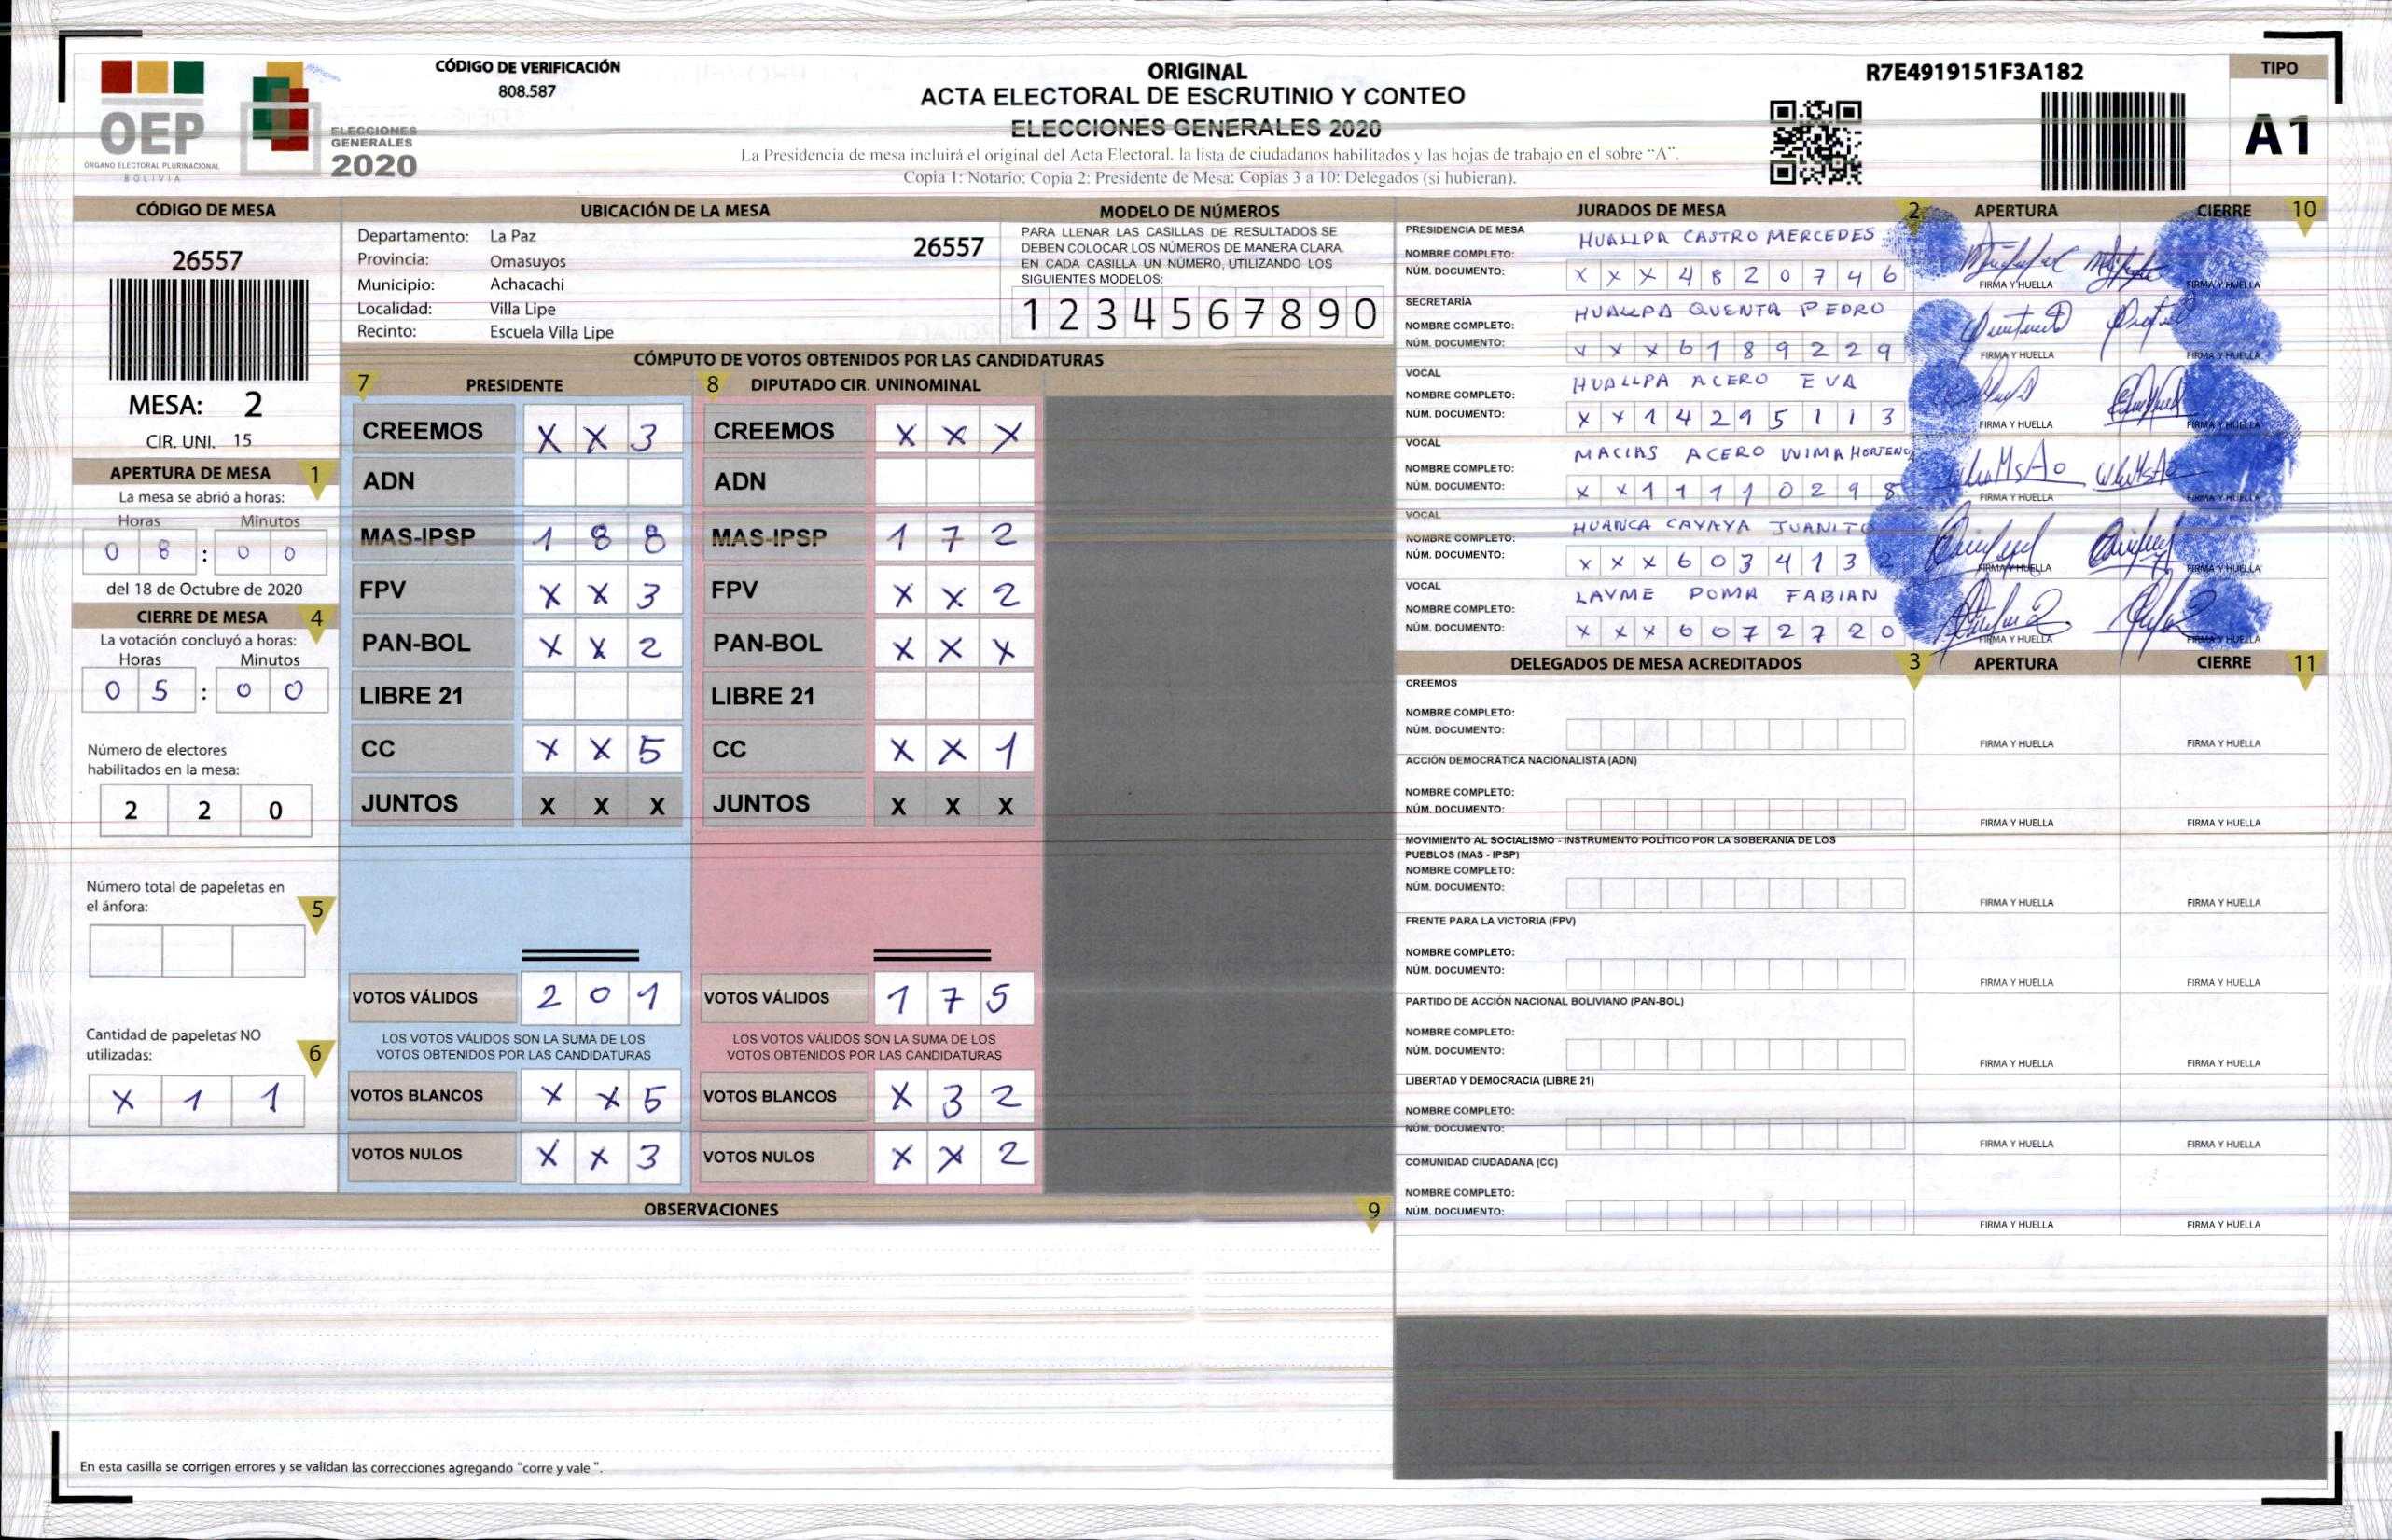 CÓDIGO DE VERIFICACIÓN
808.587
ORIGINAL
ACTA ELECTORAL DE ESCRUTINIO Y CONTEO
ELECCIONES GENERALES 2020
La Presidencia de mesa incluirá el original del Acta Electoral, la lista de ciudadanos habilitados y las hojas de trabajo en el sobre “A”.
Copia 1: Notario; Copia 2: Presidente de Mesa; Copias 3 a 10: Delegados (si hubieran).
R7E4919151F3A182
TIPO
A1
OEP
ÓRGANO ELECTORAL PLURINACIONAL
BOLIVIA
ELECCIONES
GENERALES
2020
CÓDIGO DE MESA
26557
MESA: 2
CIR. UNI. 15
APERTURA DE MESA 1
La mesa se abrió a horas:
Horas Minutos
0 8 : 0 0
del 18 de Octubre de 2020
CIERRE DE MESA 4
La votación concluyó a horas:
Horas Minutos
0 5 : 0 0
Número de electores
habilitados en la mesa:
2 2 0
Número total de papeletas en
el ánfora:
5
Cantidad de papeletas NO
utilizadas:
6
X 1 1
UBICACIÓN DE LA MESA
Departamento: La Paz
26557
Provincia: Omasuyos
Municipio: Achacachi
Localidad: Villa Lipe
Recinto: Escuela Villa Lipe
MODELO DE NÚMEROS
PARA LLENAR LAS CASILLAS DE RESULTADOS SE
DEBEN COLOCAR LOS NÚMEROS DE MANERA CLARA.
EN CADA CASILLA UN NÚMERO, UTILIZANDO LOS
SIGUIENTES MODELOS:
1 2 3 4 5 6 7 8 9 0
CÓMPUTO DE VOTOS OBTENIDOS POR LAS CANDIDATURAS
7 PRESIDENTE 8 DIPUTADO CIR. UNINOMINAL
CREEMOS X X 3 CREEMOS X X X
ADN ADN
MAS-IPSP 1 8 8 MAS-IPSP 1 7 2
FPV X X 3 FPV X X 2
PAN-BOL X X 2 PAN-BOL X X X
LIBRE 21 LIBRE 21
CC X X 5 CC X X 1
JUNTOS X X X JUNTOS X X X
VOTOS VÁLIDOS 2 0 1 VOTOS VÁLIDOS 1 7 5
LOS VOTOS VÁLIDOS SON LA SUMA DE LOS LOS VOTOS VÁLIDOS SON LA SUMA DE LOS
VOTOS OBTENIDOS POR LAS CANDIDATURAS VOTOS OBTENIDOS POR LAS CANDIDATURAS
VOTOS BLANCOS X X 5 VOTOS BLANCOS X 3 2
VOTOS NULOS X X 3 VOTOS NULOS X X 2
OBSERVACIONES 9
En esta casilla se corrigen errores y se validan las correcciones agregando “corre y vale ”.
JURADOS DE MESA 2 APERTURA CIERRE 10
PRESIDENCIA DE MESA
NOMBRE COMPLETO: HUALLPA CASTRO MERCEDES
NÚM. DOCUMENTO: X X X 4 8 2 0 7 4 6
FIRMA Y HUELLA FIRMA Y HUELLA
SECRETARÍA
NOMBRE COMPLETO: HUALLPA QUENTA PEDRO
NÚM. DOCUMENTO: X X X 6 1 8 9 2 2 9
FIRMA Y HUELLA FIRMA Y HUELLA
VOCAL
NOMBRE COMPLETO: HUALLPA ACERO EVA
NÚM. DOCUMENTO: X X 1 4 2 9 5 1 1 3
FIRMA Y HUELLA FIRMA Y HUELLA
VOCAL
NOMBRE COMPLETO: MACIAS ACERO WIMA
NÚM. DOCUMENTO: X X 1 1 1 1 0 2 9 8
FIRMA Y HUELLA FIRMA Y HUELLA
VOCAL
NOMBRE COMPLETO: HUANCA CAYAYA JUANITO
NÚM. DOCUMENTO: X X X 6 0 3 4 1 3 2
FIRMA Y HUELLA FIRMA Y HUELLA
VOCAL
NOMBRE COMPLETO: LAYME POMA FABIAN
NÚM. DOCUMENTO: X X X 6 0 7 2 7 2 0
FIRMA Y HUELLA FIRMA Y HUELLA
DELEGADOS DE MESA ACREDITADOS 3 APERTURA CIERRE 11
CREEMOS
NOMBRE COMPLETO:
NÚM. DOCUMENTO:
FIRMA Y HUELLA FIRMA Y HUELLA
ACCIÓN DEMOCRÁTICA NACIONALISTA (ADN)
NOMBRE COMPLETO:
NÚM. DOCUMENTO:
FIRMA Y HUELLA FIRMA Y HUELLA
MOVIMIENTO AL SOCIALISMO - INSTRUMENTO POLÍTICO POR LA SOBERANIA DE LOS
PUEBLOS (MAS - IPSP)
NOMBRE COMPLETO:
NÚM. DOCUMENTO:
FIRMA Y HUELLA FIRMA Y HUELLA
FRENTE PARA LA VICTORIA (FPV)
NOMBRE COMPLETO:
NÚM. DOCUMENTO:
FIRMA Y HUELLA FIRMA Y HUELLA
PARTIDO DE ACCIÓN NACIONAL BOLIVIANO (PAN-BOL)
NOMBRE COMPLETO:
NÚM. DOCUMENTO:
FIRMA Y HUELLA FIRMA Y HUELLA
LIBERTAD Y DEMOCRACIA (LIBRE 21)
NOMBRE COMPLETO:
NÚM. DOCUMENTO:
FIRMA Y HUELLA FIRMA Y HUELLA
COMUNIDAD CIUDADANA (CC)
NOMBRE COMPLETO:
NÚM. DOCUMENTO:
FIRMA Y HUELLA FIRMA Y HUELLA